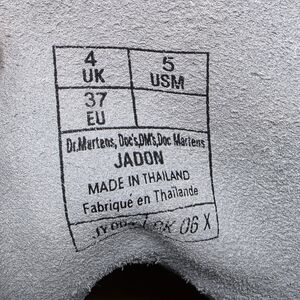 4 UK 5 USM
37 EU
Dr.Martens, Doc's,DM's,Doc Martens
JADON
MADE IN THAILAND
Fabriqué en Thaïlande
06 X